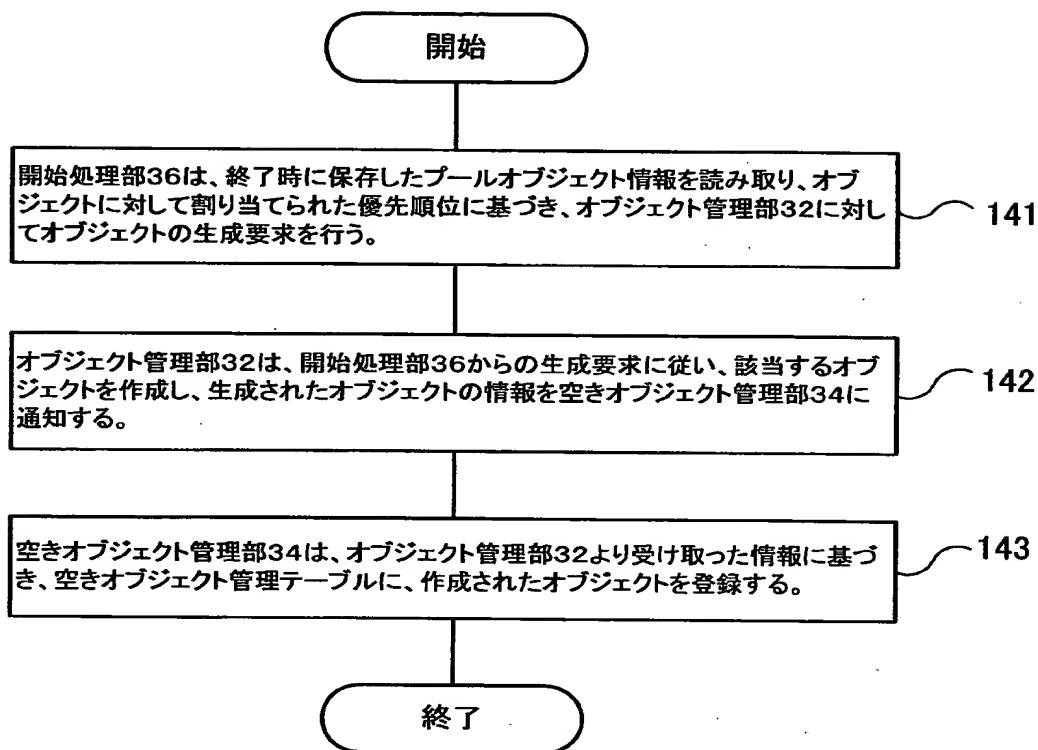 開始
開始処理部36は、終了時に保存したプールオブジェクト情報を読み取り、オブ
ジェクトに対して割り当てられた優先順位に基づき、オブジェクト管理部32に対し
てオブジェクトの生成要求を行う。
141
オブジェクト管理部32は、開始処理部36からの生成要求に従い、該当するオブ
ジェクトを作成し、生成されたオブジェクトの情報を空きオブジェクト管理部34に
通知する。
142
空きオブジェクト管理部34は、オブジェクト管理部32より受け取った情報に基づ
き、空きオブジェクト管理テーブルに、作成されたオブジェクトを登録する。
143
終了